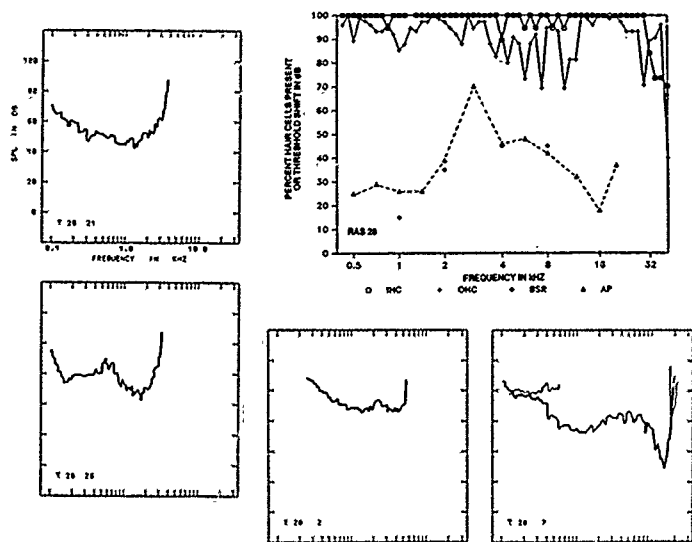 100
80
60
40
20
0
SPL IN DB
T 20 21
0.1 1.0 10.0
FREQUENCY IN KHZ
100
90
80
70
60
50
40
30
20
10
0
PERCENT HAIR CELLS PRESENT
OR THRESHOLD SHIFT IN dB
RAS 28
0.5 1 2 4 8 16 32
FREQUENCY IN kHZ
IHC OHC BSR AP